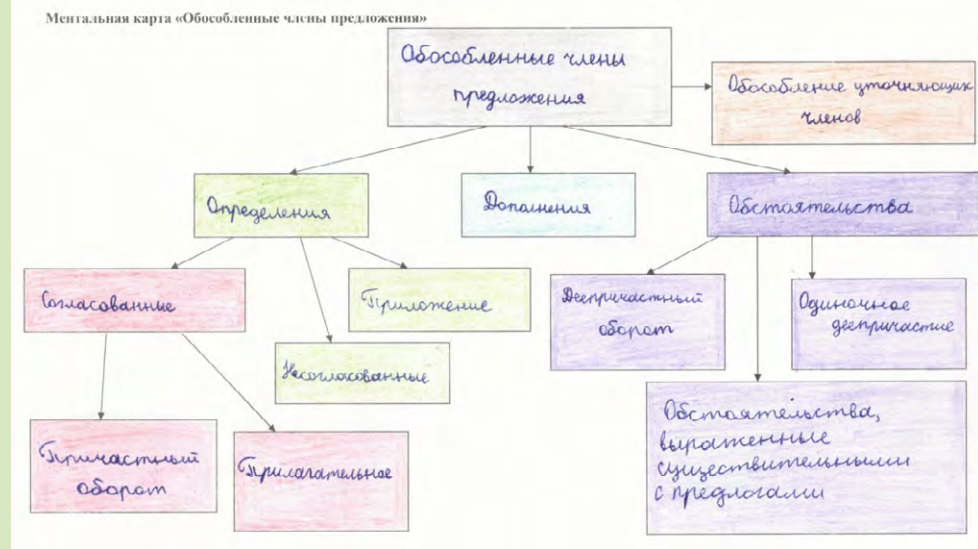 Ментальная карта «Обособленные члены предложения»
Обособленные члены
предложения
Обособление уточняющих
членов
Определения
Дополнения
Обстоятельства
Согласованные
Приложение
Несогласованные
Деепричастный
оборот
Одиночное
деепричастие
Причастный
оборот
Прилагательное
Обстоятельства,
выраженные
существительными
с предлогами